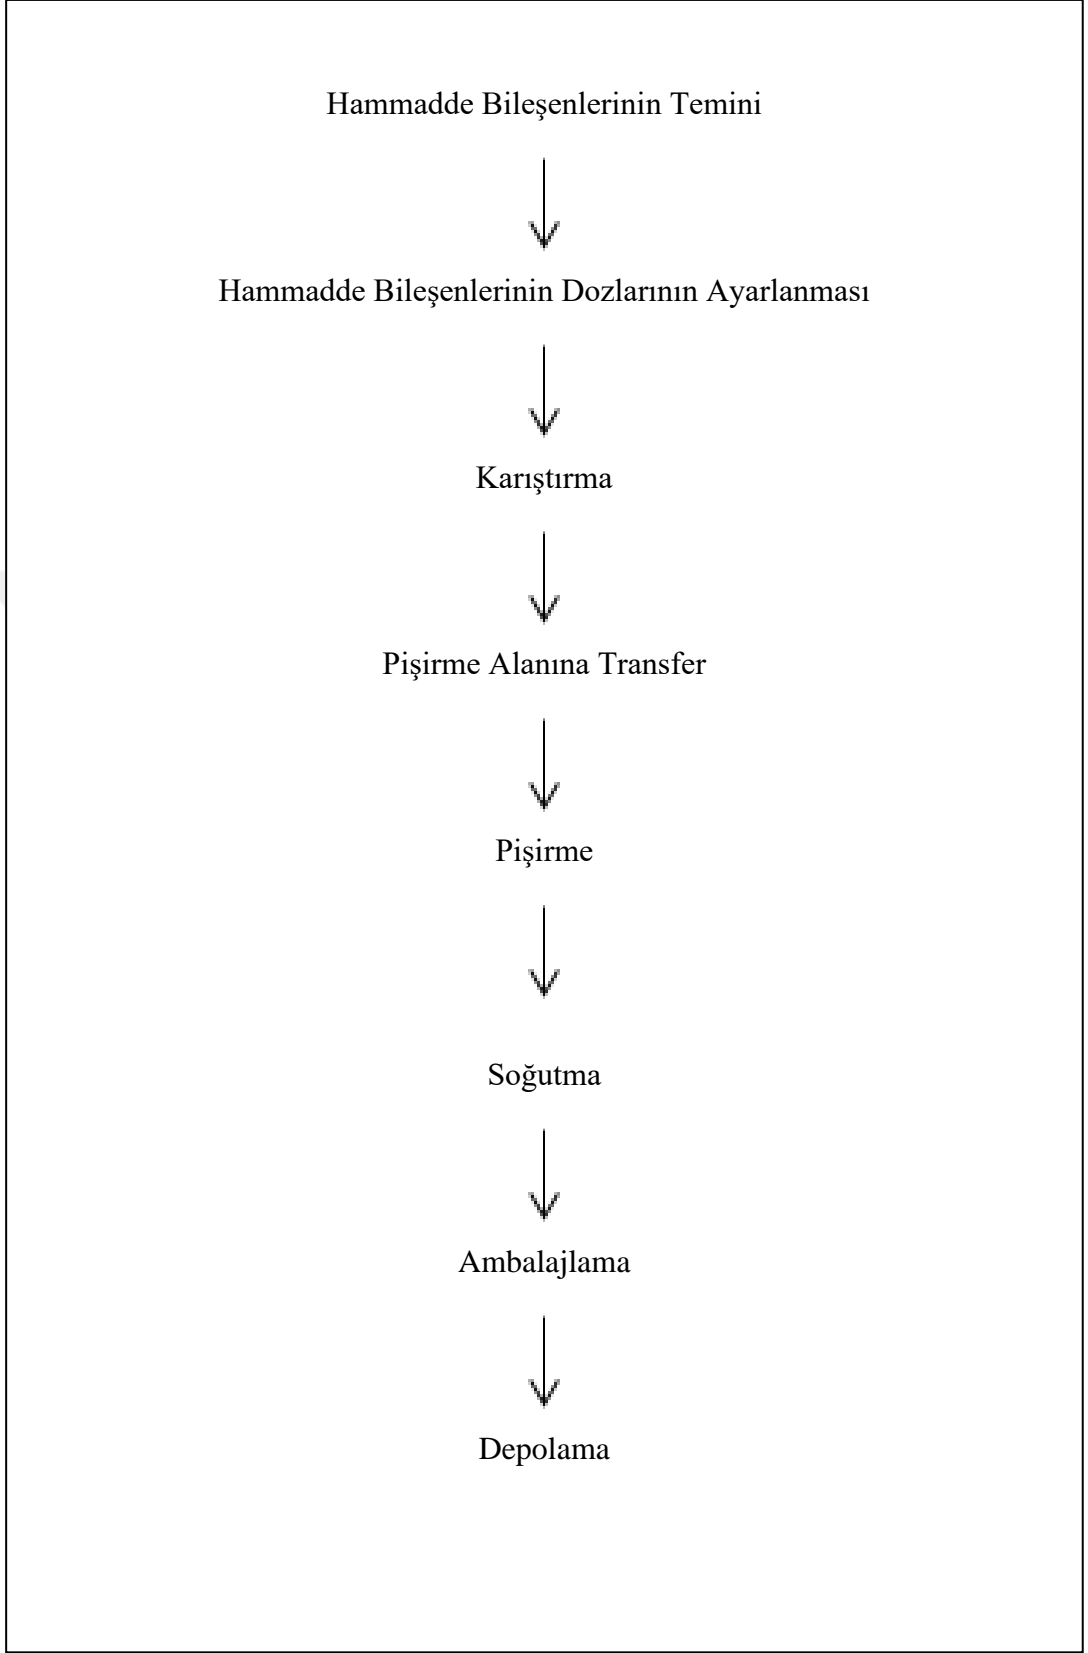 Hammadde Bileşenlerinin Temini
Hammadde Bileşenlerinin Dozlarının Ayarlanması
Karıştırma
Pişirme Alanına Transfer
Pişirme
Soğutma
Ambalajlama
Depolama